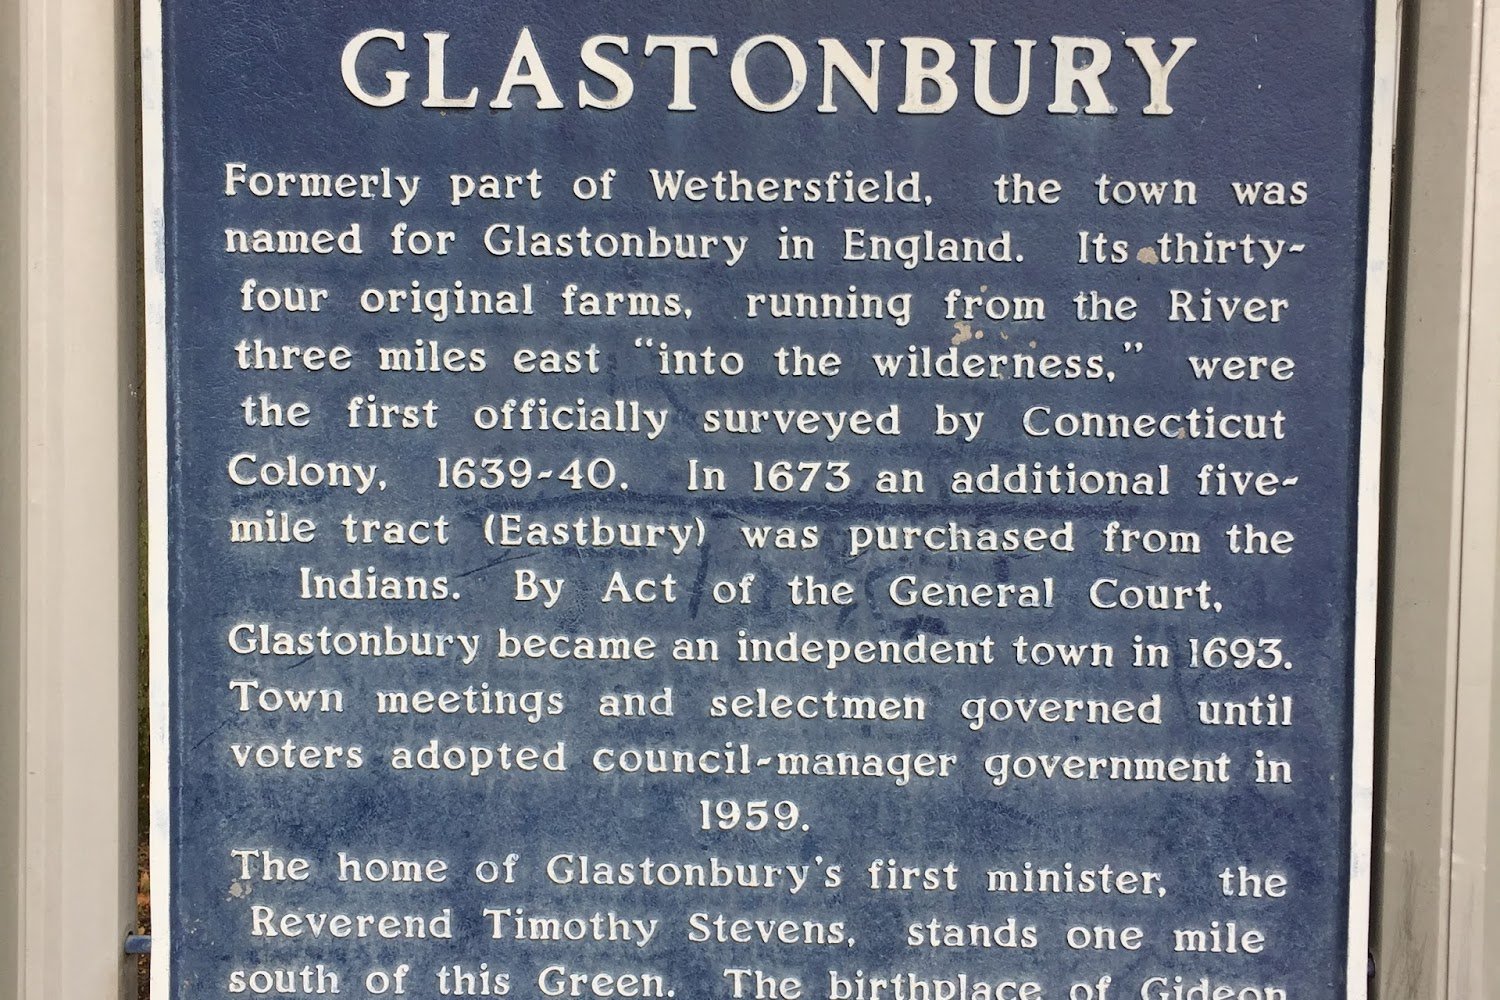 GLASTONBURY
Formerly part of Wethersfield, the town was
named for Glastonbury in England. Its thirty-
four original farms, running from the River
three miles east "into the wilderness," were
the first officially surveyed by Connecticut
Colony, 1639-40. In 1673 an additional five-
mile tract (Eastbury) was purchased from the
Indians. By Act of the General Court,
Glastonbury became an independent town in 1693.
Town meetings and selectmen governed until
voters adopted council-manager government in
1959.
The home of Glastonbury's first minister, the
Reverend Timothy Stevens, stands one mile
south of this Green. The birthplace of Gideon